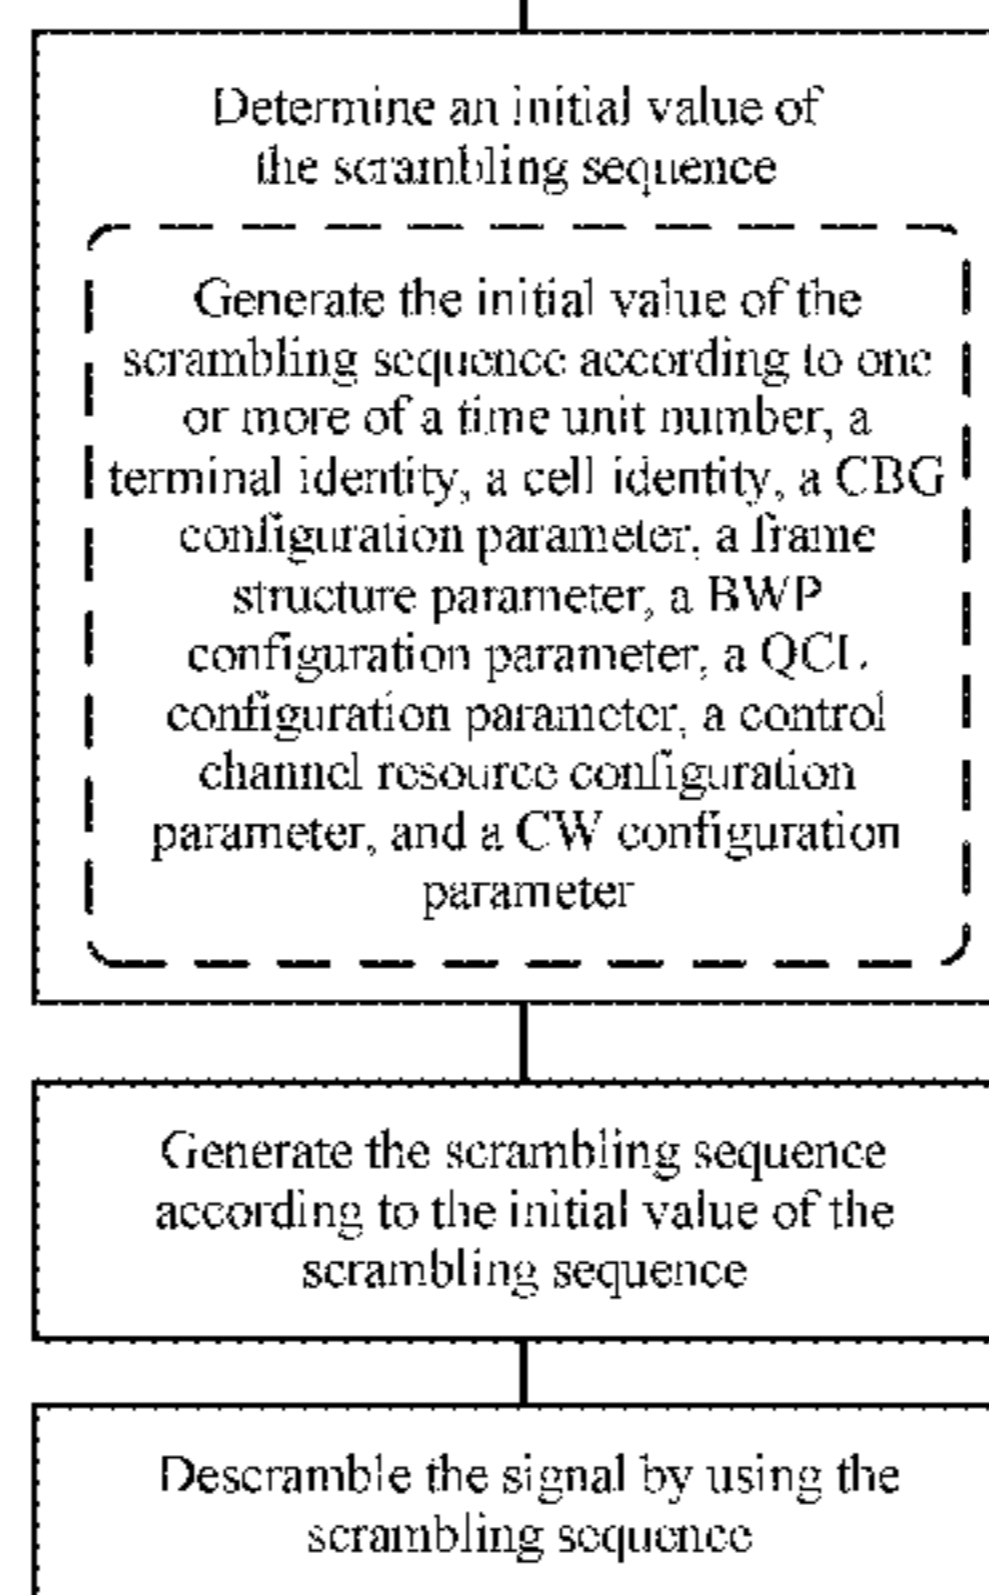 Determine an initial value of
the scrambling sequence
Generate the initial value of the
scrambling sequence according to one
or more of a time unit number, a
terminal identity, a cell identity, a CBG
configuration parameter, a frame
structure parameter, a BWP
configuration parameter, a QCL
configuration parameter, a control
channel resource configuration
parameter, and a CW configuration
parameter
Generate the scrambling sequence
according to the initial value of the
scrambling sequence
Descramble the signal by using the
scrambling sequence